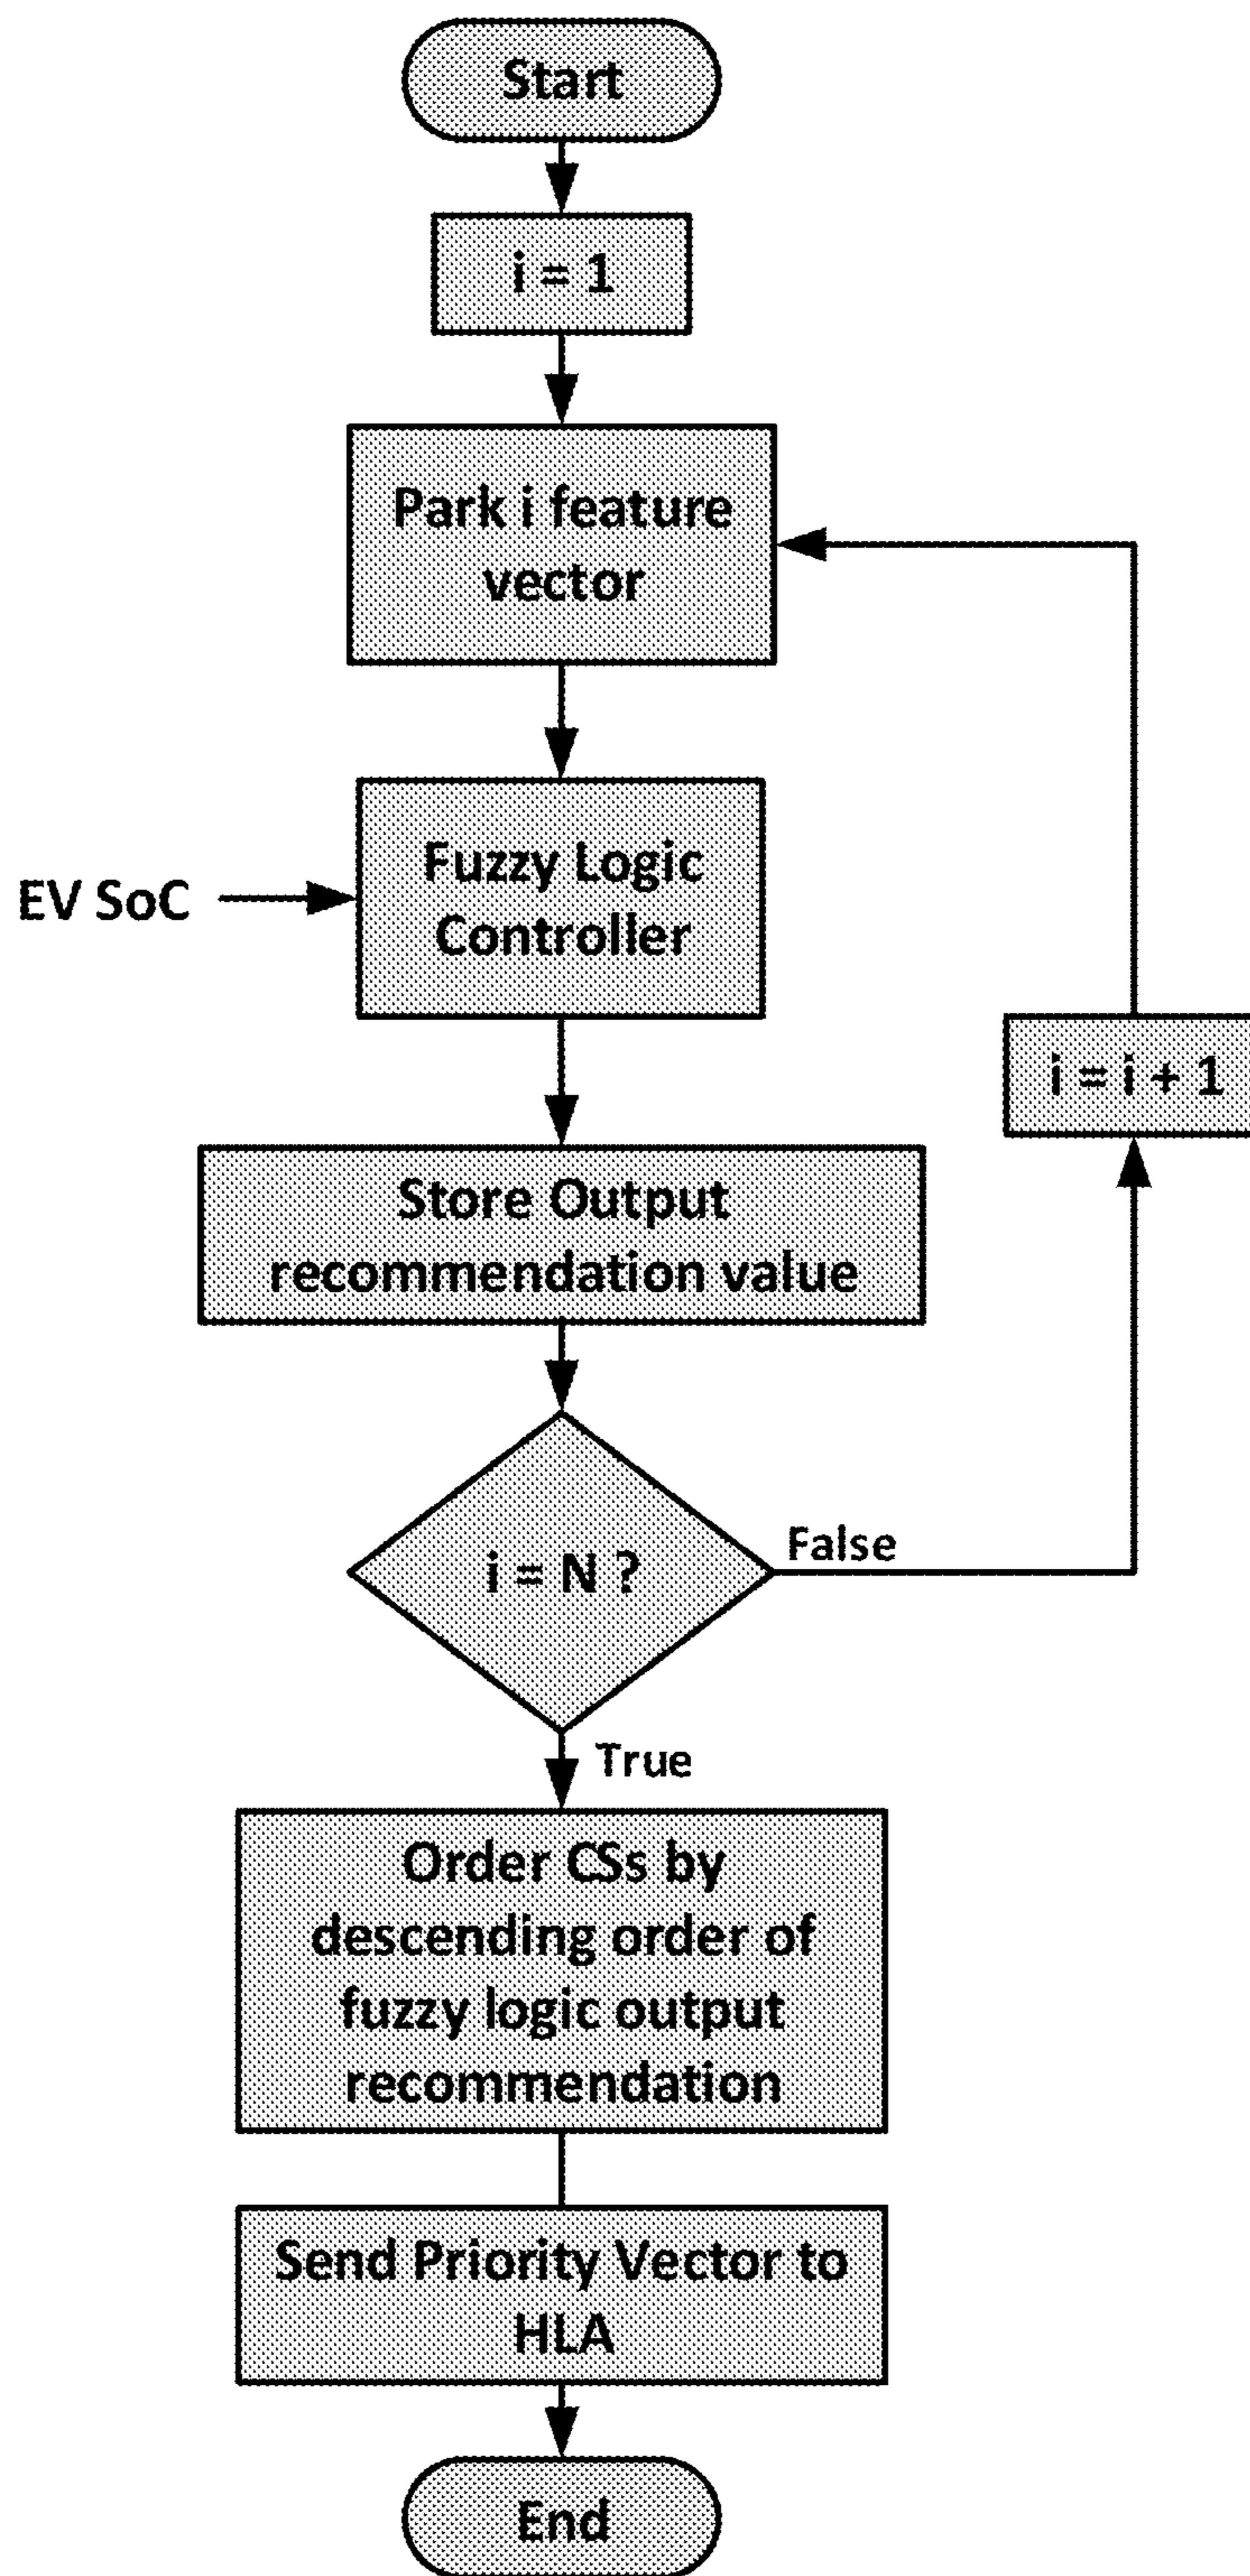 Start
i = 1
Park i feature
vector
EV SoC
Fuzzy Logic
Controller
i = i + 1
Store Output
recommendation value
i = N ?
False
True
Order CSs by
descending order of
fuzzy logic output
recommendation
Send Priority Vector to
HLA
End